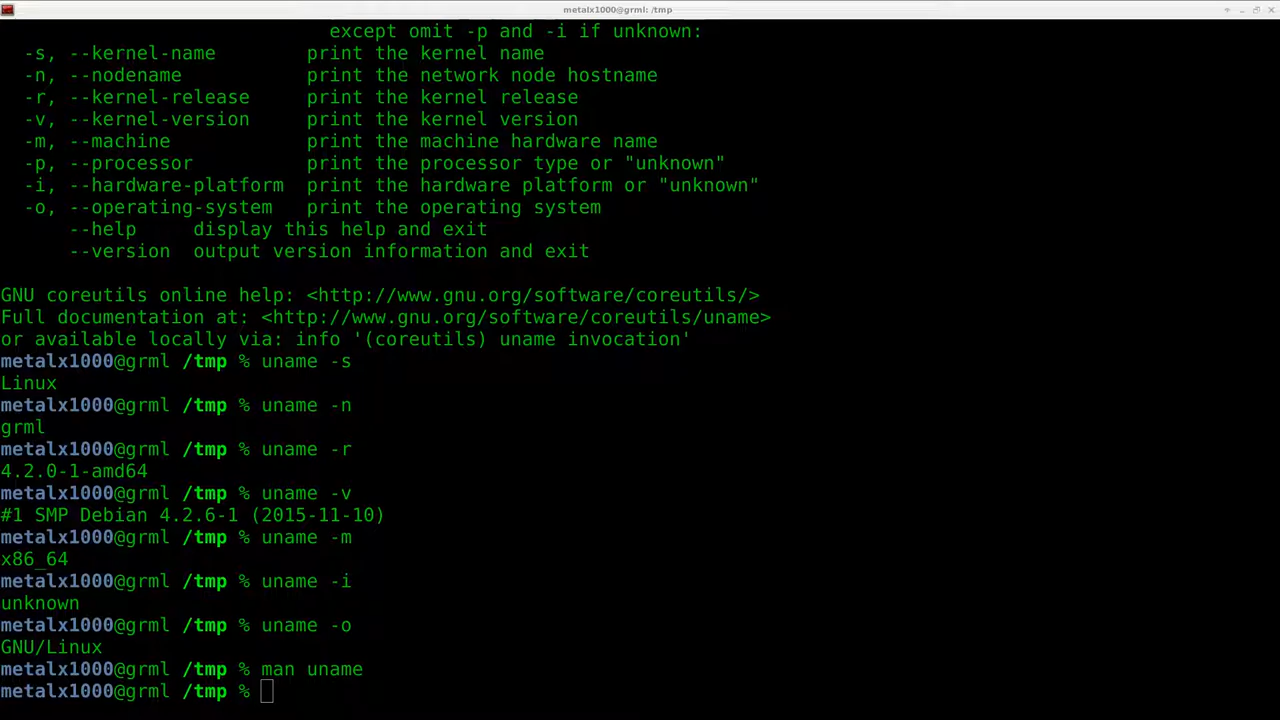 metalx1000@grml: /tmp
except omit -p and -i if unknown:
-s, --kernel-name        print the kernel name
-n, --nodename           print the network node hostname
-r, --kernel-release     print the kernel release
-v, --kernel-version     print the kernel version
-m, --machine            print the machine hardware name
-p, --processor          print the processor type or "unknown"
-i, --hardware-platform  print the hardware platform or "unknown"
-o, --operating-system   print the operating system
--help     display this help and exit
--version  output version information and exit
GNU coreutils online help: <http://www.gnu.org/software/coreutils/>
Full documentation at: <http://www.gnu.org/software/coreutils/uname>
or available locally via: info '(coreutils) uname invocation'
metalx1000@grml /tmp % uname -s
Linux
metalx1000@grml /tmp % uname -n
grml
metalx1000@grml /tmp % uname -r
4.2.0-1-amd64
metalx1000@grml /tmp % uname -v
#1 SMP Debian 4.2.6-1 (2015-11-10)
metalx1000@grml /tmp % uname -m
x86_64
metalx1000@grml /tmp % uname -i
unknown
metalx1000@grml /tmp % uname -o
GNU/Linux
metalx1000@grml /tmp % man uname
metalx1000@grml /tmp %